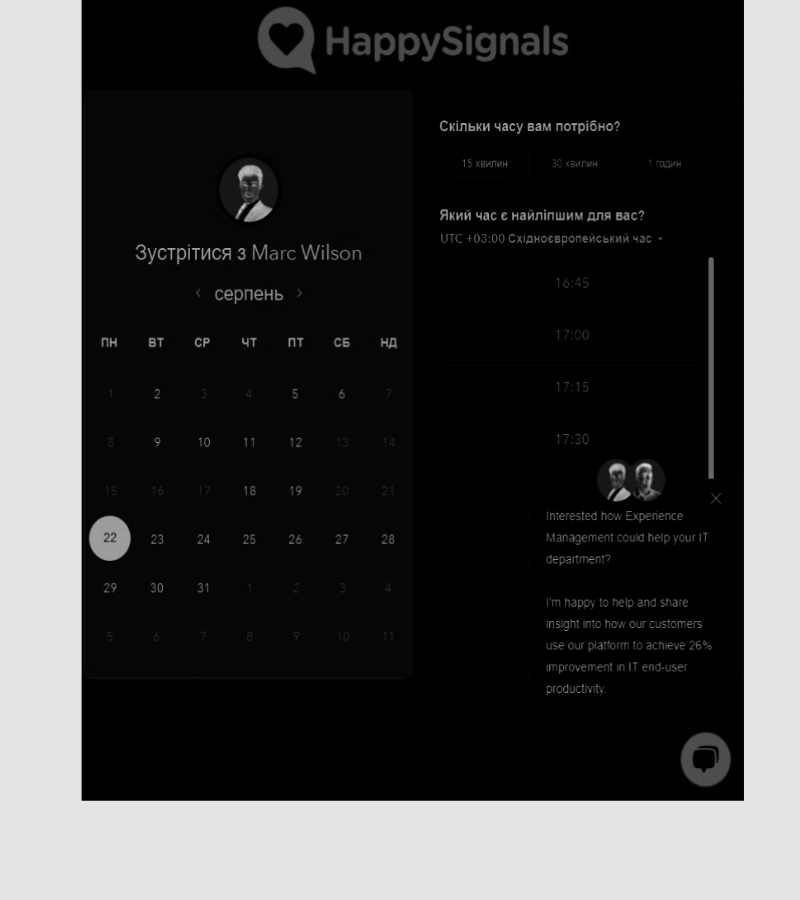 HappySignals
Зустрітися з Marc Wilson
серпень
ПН ВТ СР ЧТ ПТ СБ НД
1 2 3 4 5 6 7
8 9 10 11 12 13 14
15 16 17 18 19 20 21
22 23 24 25 26 27 28
29 30 31 1 2 3 4
5 6 7 8 9 10 11
Скільки часу вам потрібно?
15 хвилин 30 хвилин 1 годин
Який час є найліпшим для вас?
UTC +03:00 Східноєвропейський час
16:45
17:00
17:15
17:30
Interested how Experience
Management could help your IT
department?
I'm happy to help and share
insight into how our customers
use our platform to achieve 26%
improvement in IT end-user
productivity.